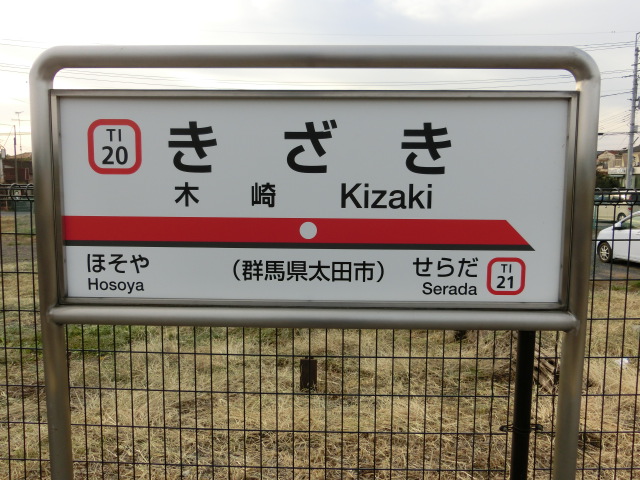 TI
20
きざき
木崎 Kizaki
ほそや
Hosoya
（群馬県太田市）
せらだ
Serada
TI
21